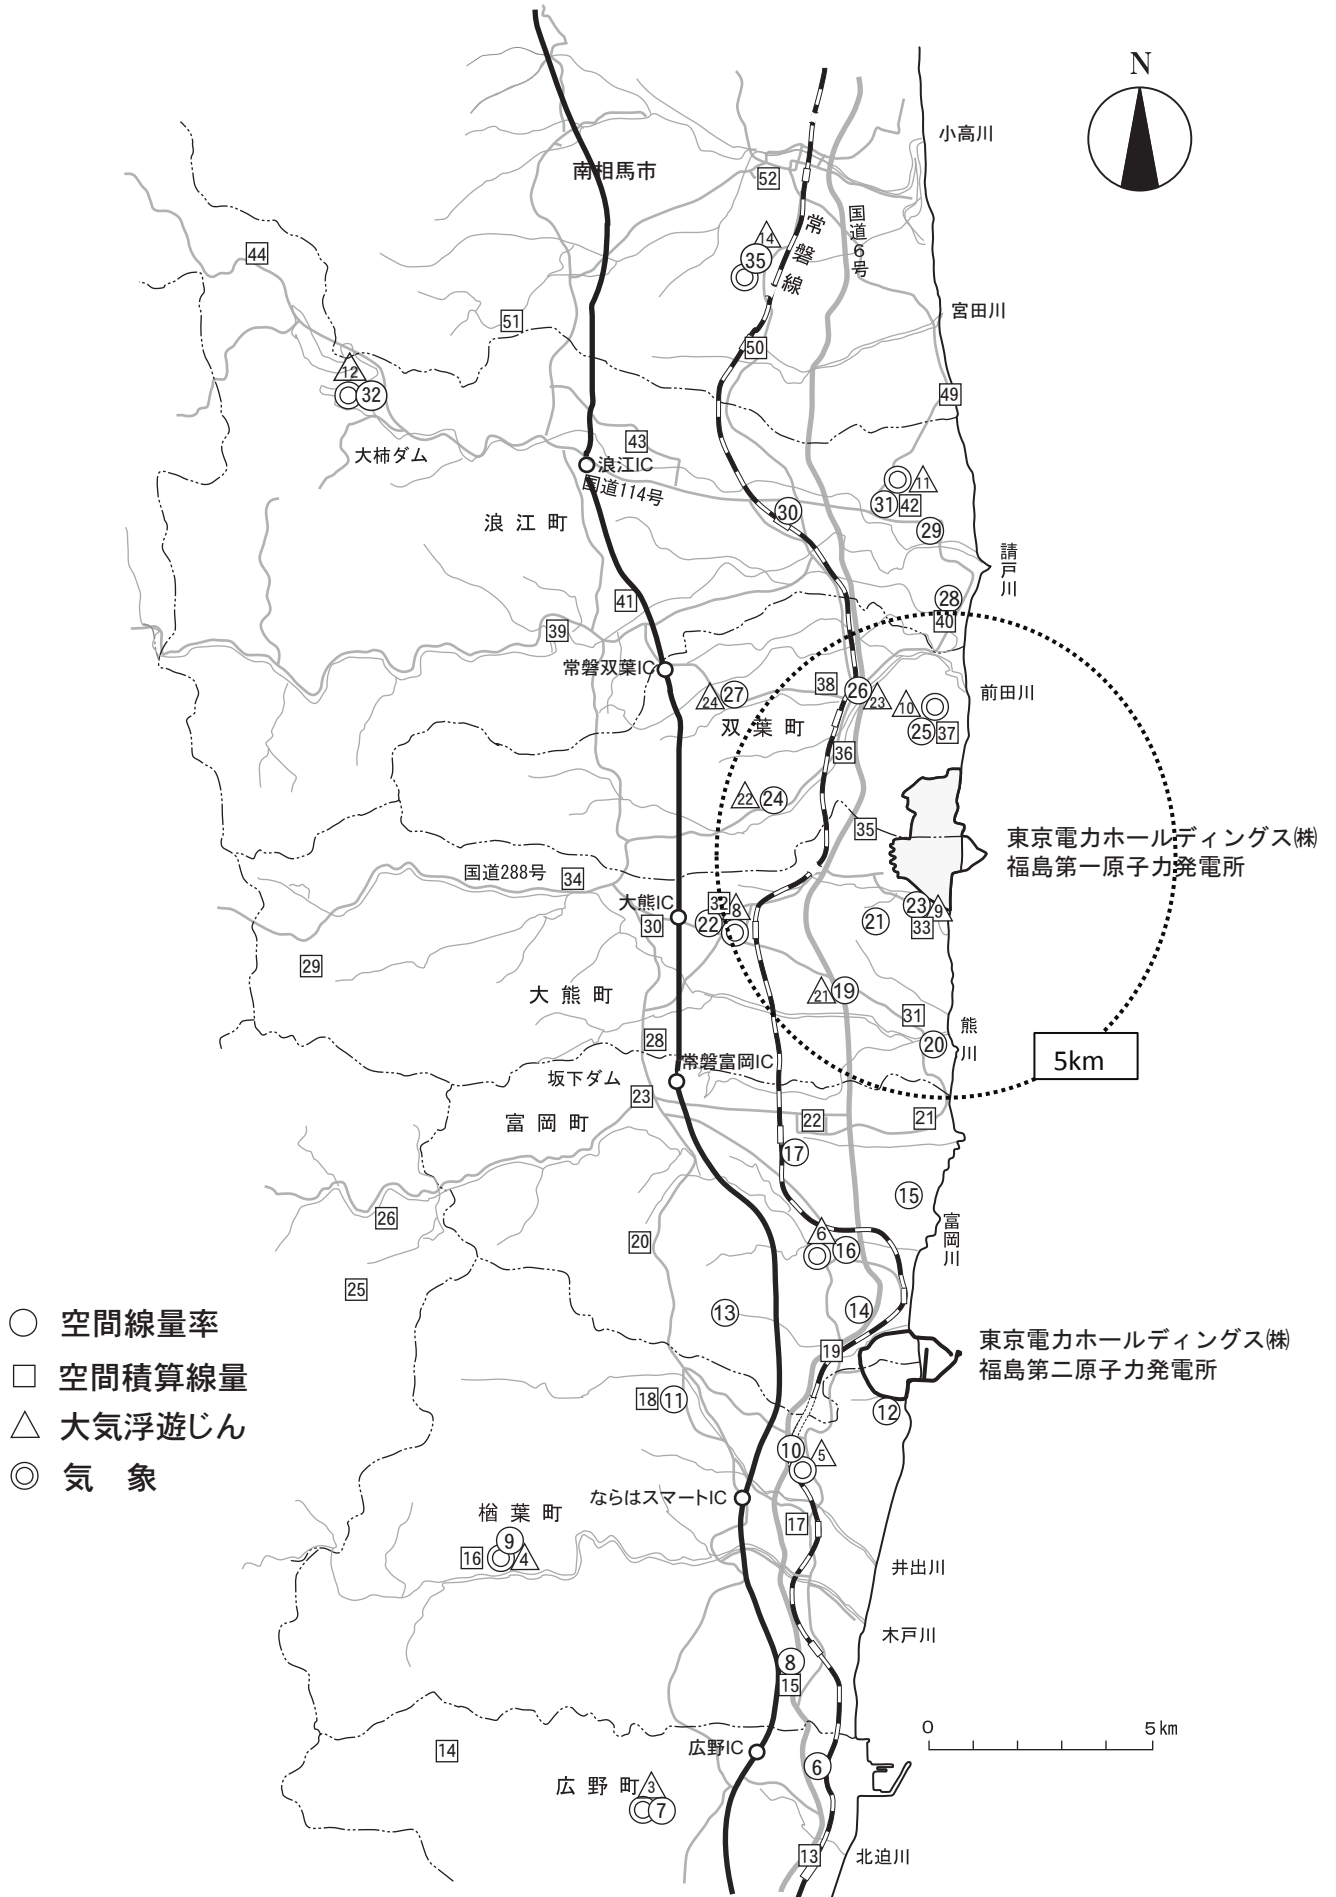 N
小高川
南相馬市
52
国道6号
常磐線
14
35
44
宮田川
51
50
12
32
49
43
大柿ダム
浪江IC
国道114号
11
31
42
30
29
浪江町
請戸川
28
41
40
39
常磐双葉IC
38
26
23
10
前田川
24
27
25
37
双葉町
36
22
24
35
東京電力ホールディングス㈱
福島第一原子力発電所
国道288号
34
大熊IC
32
8
22
30
23
9
21
33
29
21
19
大熊町
31
熊川
20
28
常磐富岡IC
5km
坂下ダム
23
富岡町
22
21
17
15
26
富岡川
20
6
16
25
13
14
○ 空間線量率
□ 空間積算線量
△ 大気浮遊じん
◎ 気象
19
東京電力ホールディングス㈱
福島第二原子力発電所
18
11
12
10
5
ならはスマートIC
楢葉町
17
9
16
4
井出川
木戸川
8
15
0 5km
広野IC
14
6
広野町
3
7
13
北迫川